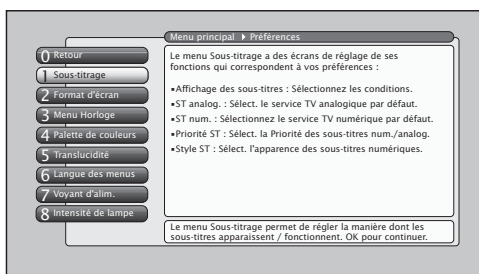 Menu principal ▶ Préférences
0 Retour
1 Sous-titrage
2 Format d'écran
3 Menu Horloge
4 Palette de couleurs
5 Translucidité
6 Langue des menus
7 Voyant d'alim.
8 Intensité de lampe
Le menu Sous-titrage a des écrans de réglage de ses
fonctions qui correspondent à vos préférences :
▪Affichage des sous-titres : Sélectionnez les conditions.
▪ST analog. : Sélect. le service TV analogique par défaut.
▪ST num. : Sélectionnez le service TV numérique par défaut.
▪Priorité ST : Sélect. la Priorité des sous-titres num./analog.
▪Style ST : Sélect. l'apparence des sous-titres numériques.
Le menu Sous-titrage permet de régler la manière dont les
sous-titres apparaissent / fonctionnent. OK pour continuer.